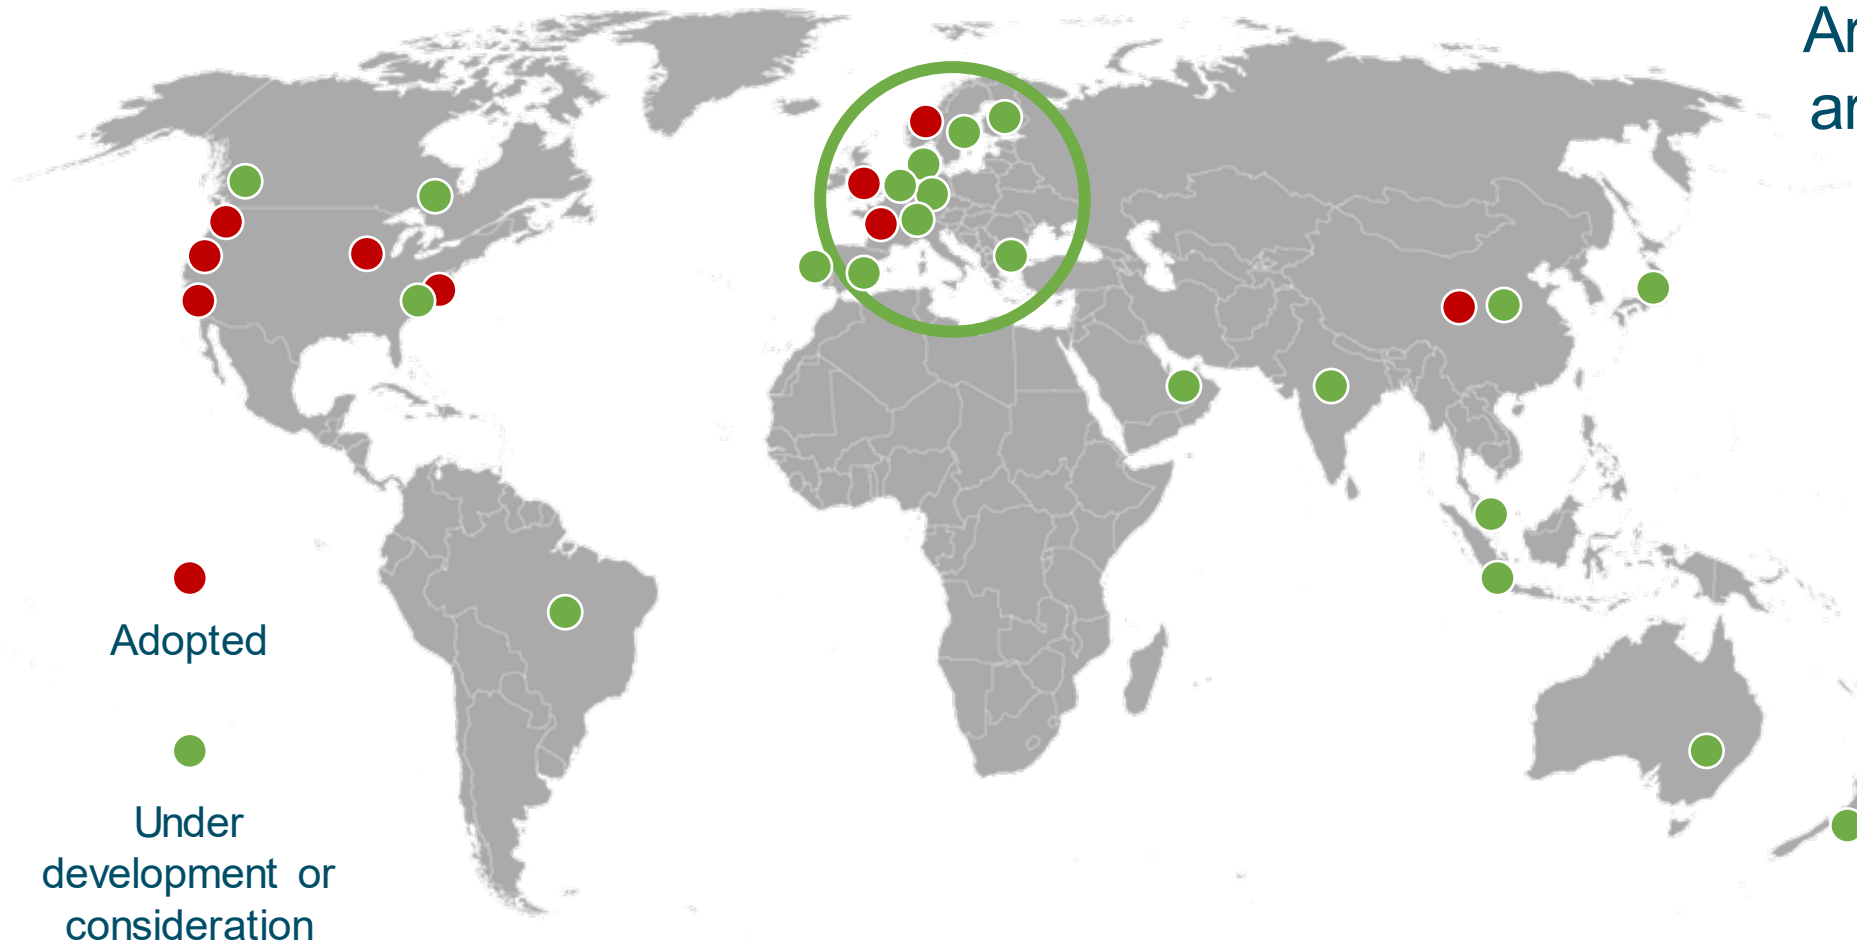 Adopted
Under
development or
consideration